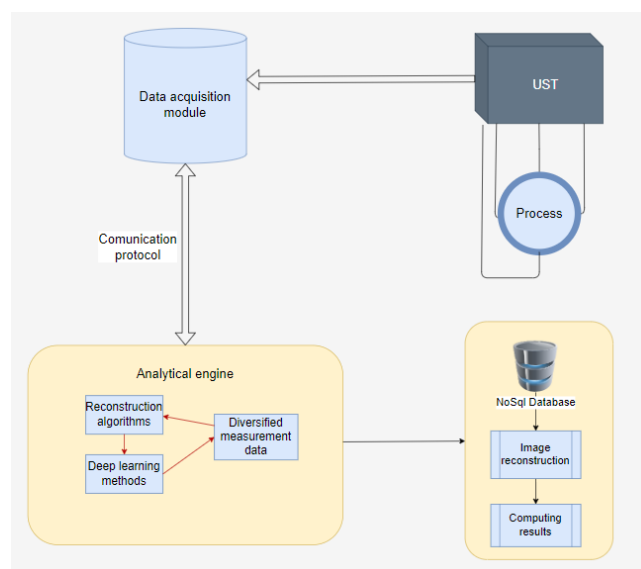 Data acquisition
module
UST
Process
Comunication
protocol
Analytical engine
Reconstruction
algorithms
Diversified
measurement
data
Deep learning
methods
NoSql Database
Image
reconstruction
Computing
results